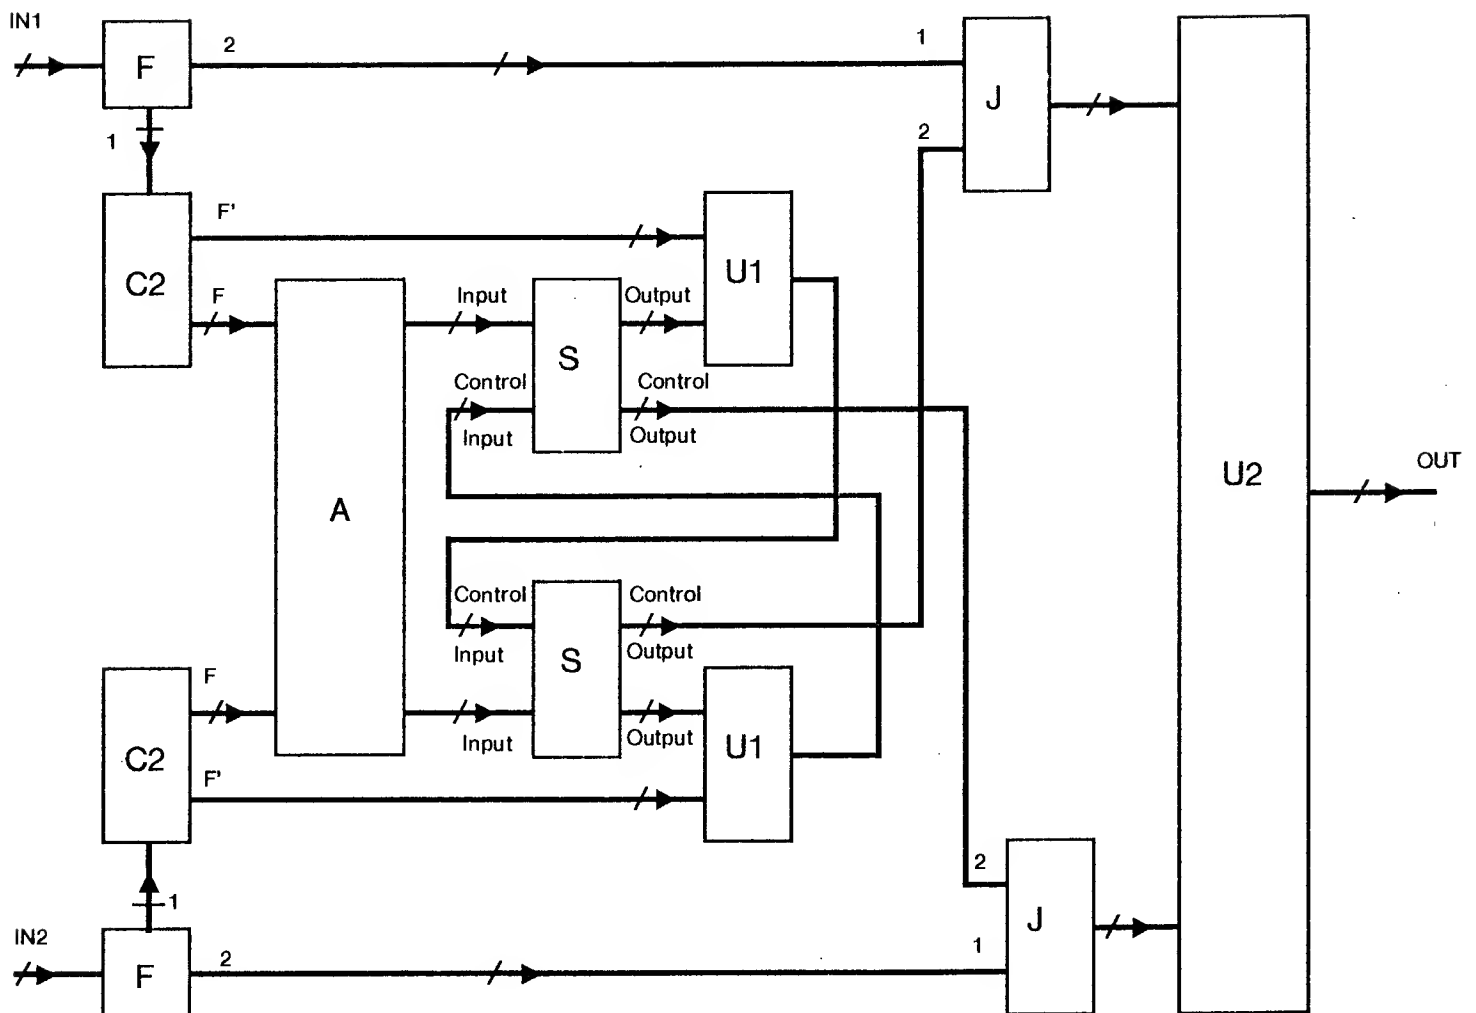 IN1
F
2
1
J
1
2
F'
C2
F
U1
Input
Output
S
Control
Input
Control
Output
A
U2
OUT
Control
Input
Control
Output
S
F
C2
F'
Input
Output
U1
2
J
1
1
IN2
F
2